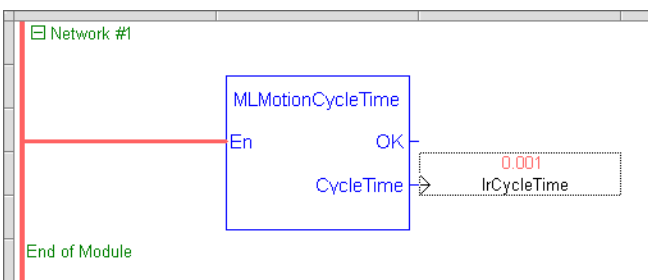 Network #1
MLMotionCycleTime
En OK
0.001
CycleTime lrCycleTime
End of Module